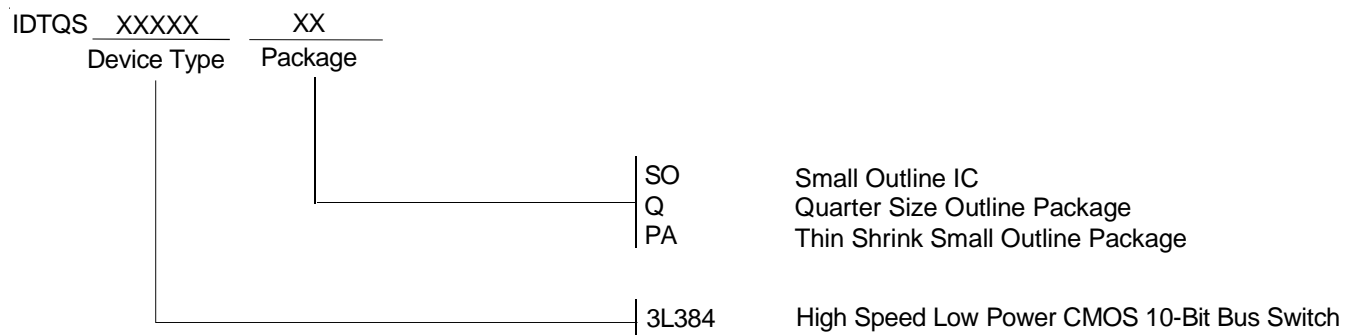 IDTQS XXXXX XX
Device Type Package
SO Small Outline IC
Q Quarter Size Outline Package
PA Thin Shrink Small Outline Package
3L384 High Speed Low Power CMOS 10-Bit Bus Switch